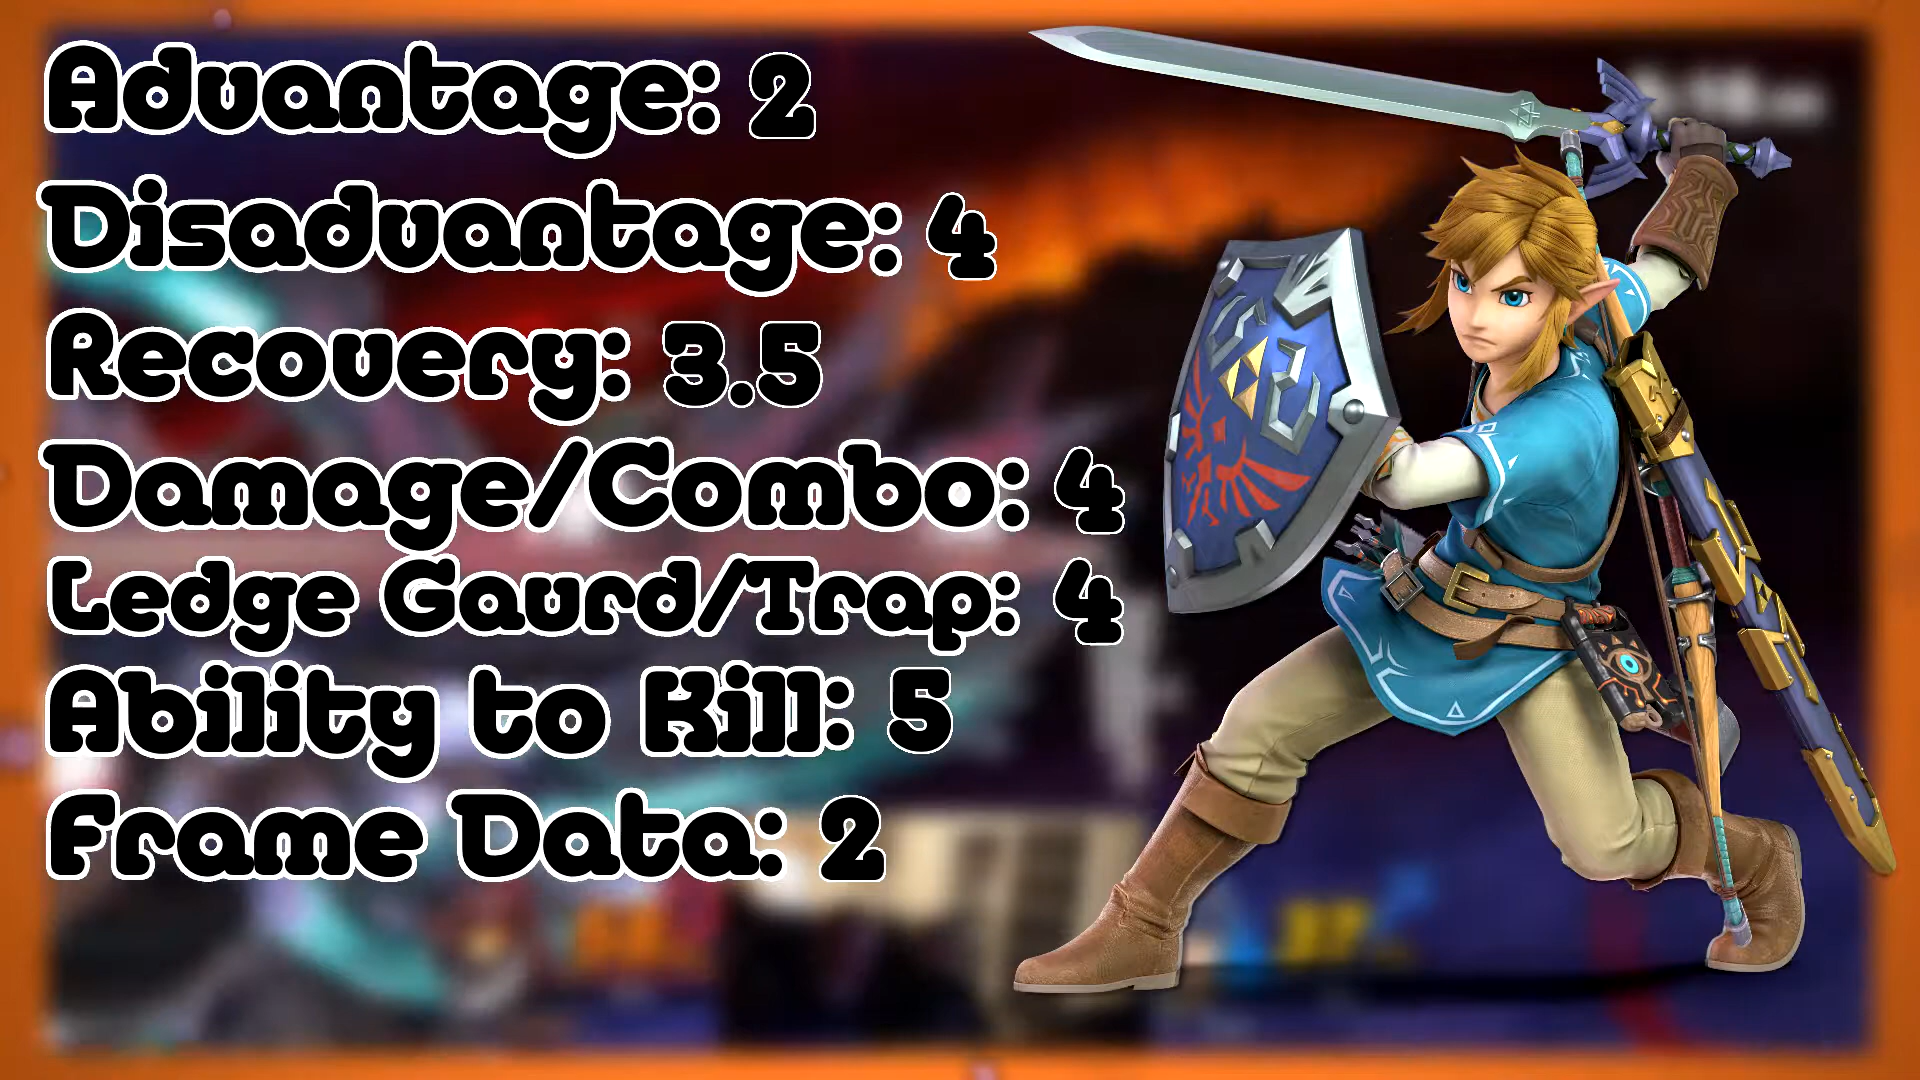 Advantage: 2
Disadvantage: 4
Recovery: 3.5
Damage/Combo: 4
Ledge Gaurd/Trap: 4
Ability to Kill: 5
Frame Data: 2